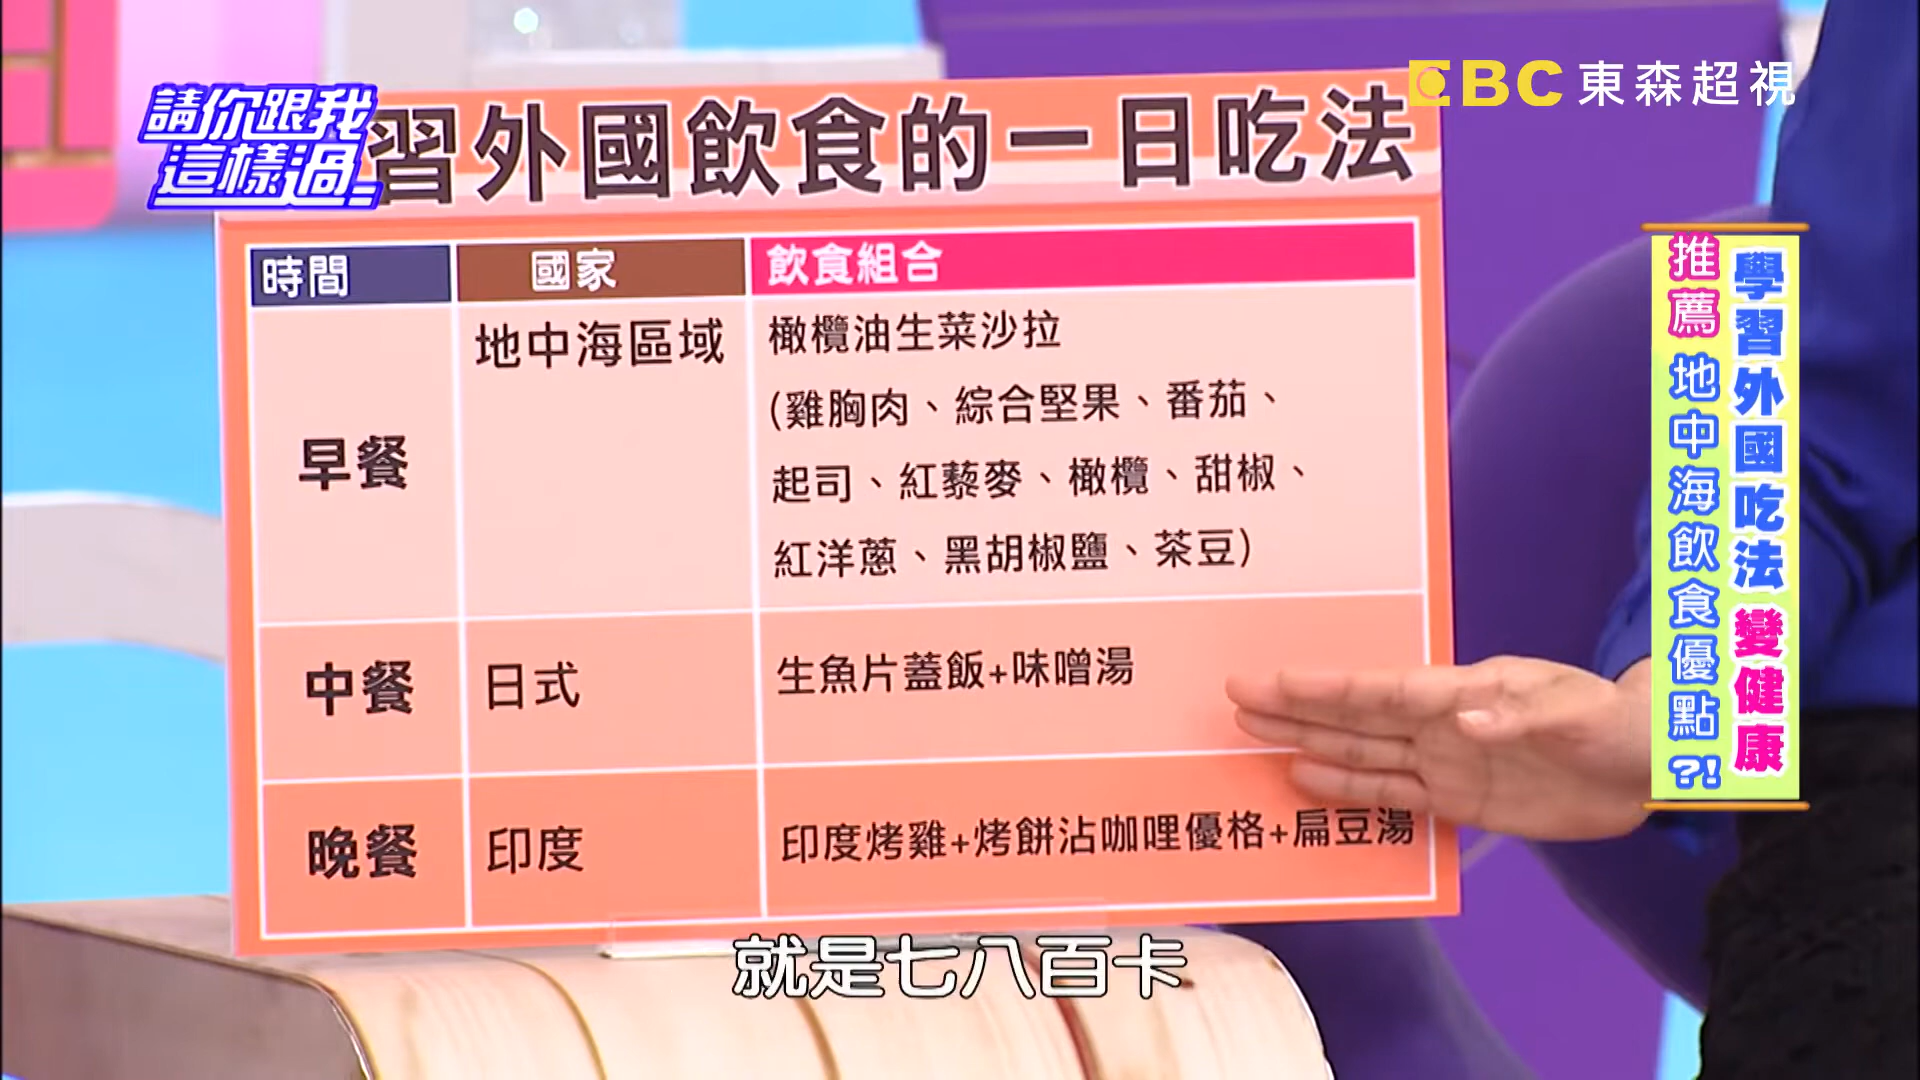 請你跟我
這樣過
EBC 東森超視
習外國飲食的一日吃法
時間 國家 飲食組合
早餐 地中海區域 橄欖油生菜沙拉
(雞胸肉、綜合堅果、番茄、
起司、紅藜麥、橄欖、甜椒、
紅洋蔥、黑胡椒鹽、茶豆)
中餐 日式 生魚片蓋飯+味噌湯
晚餐 印度 印度烤雞+烤餅沾咖哩優格+扁豆湯
學習外國吃法 變健康
推薦 地中海飲食優點?!
就是七八百卡